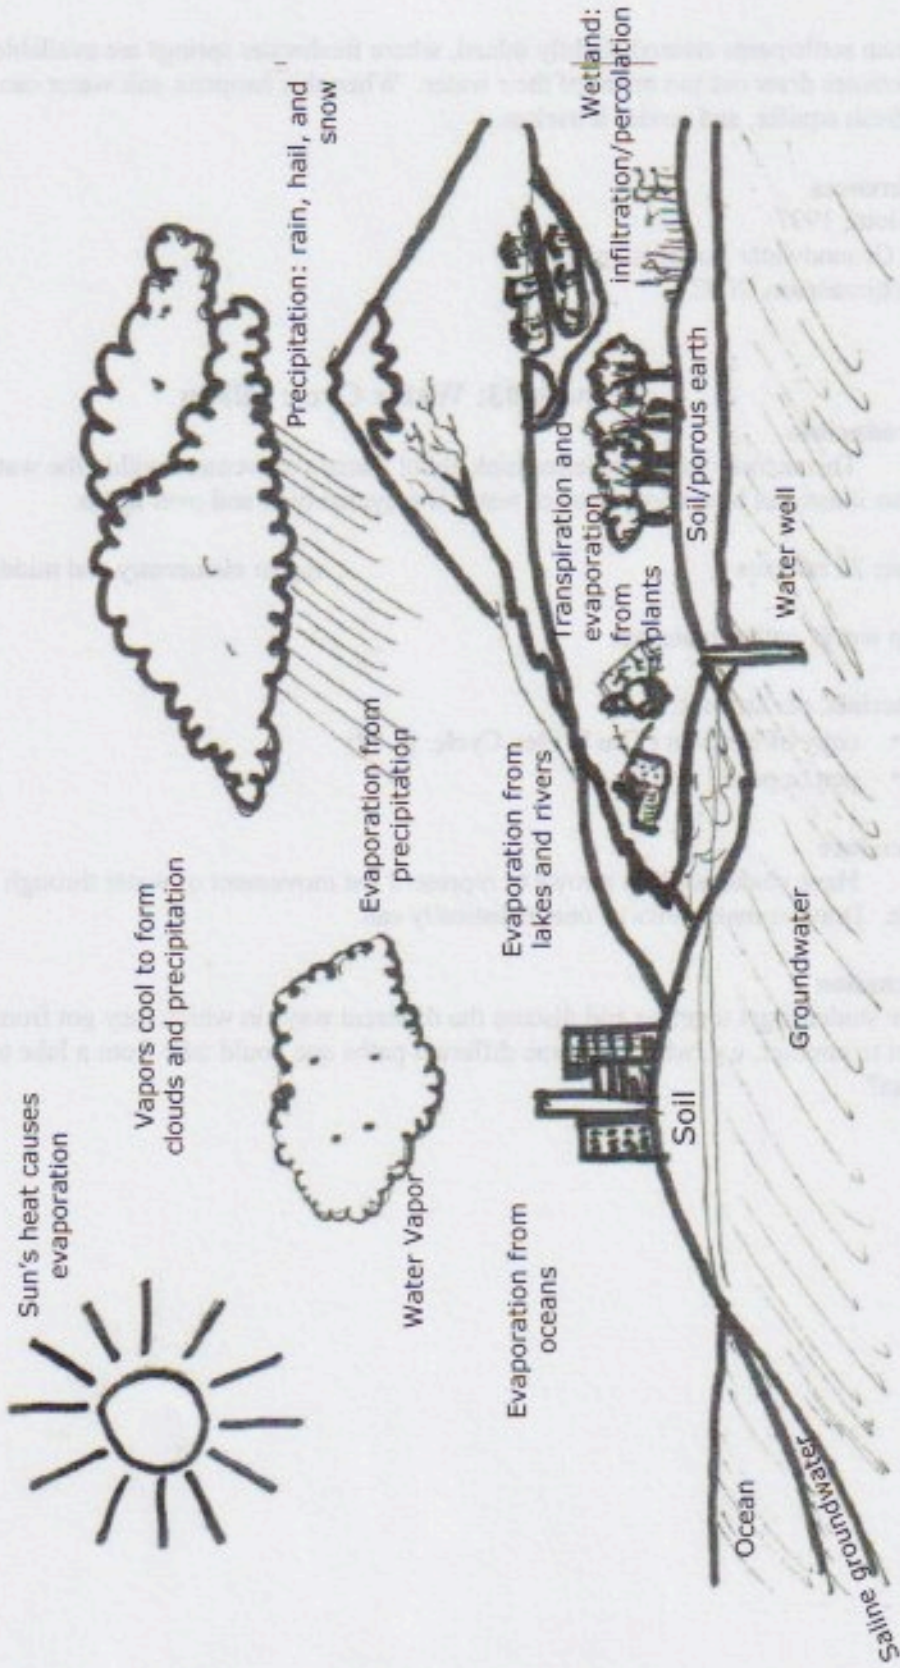 Sun's heat causes
evaporation
Vapors cool to form
clouds and precipitation
Precipitation: rain, hail, and
snow
Water Vapor
Evaporation from
precipitation
Evaporation from
oceans
Evaporation from
lakes and rivers
Transpiration and
evaporation
from
plants
Wetland:
infiltration/percolation
Soil
Soil/porous earth
Water well
Groundwater
Ocean
Saline groundwater